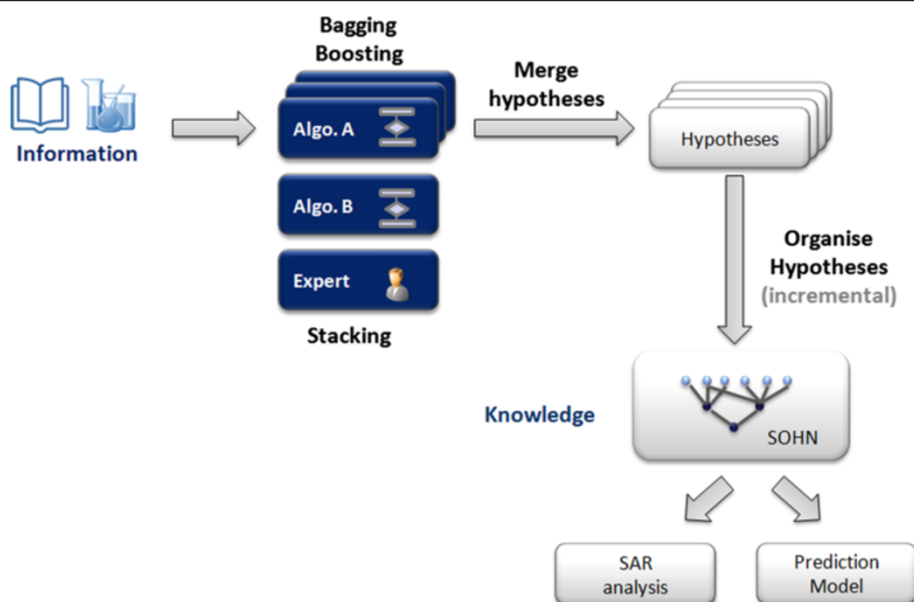 Bagging
Boosting
Information
Algo. A
Algo. B
Expert
Stacking
Merge
hypotheses
Hypotheses
Organise
Hypotheses
(incremental)
Knowledge
SOHN
SAR
analysis
Prediction
Model